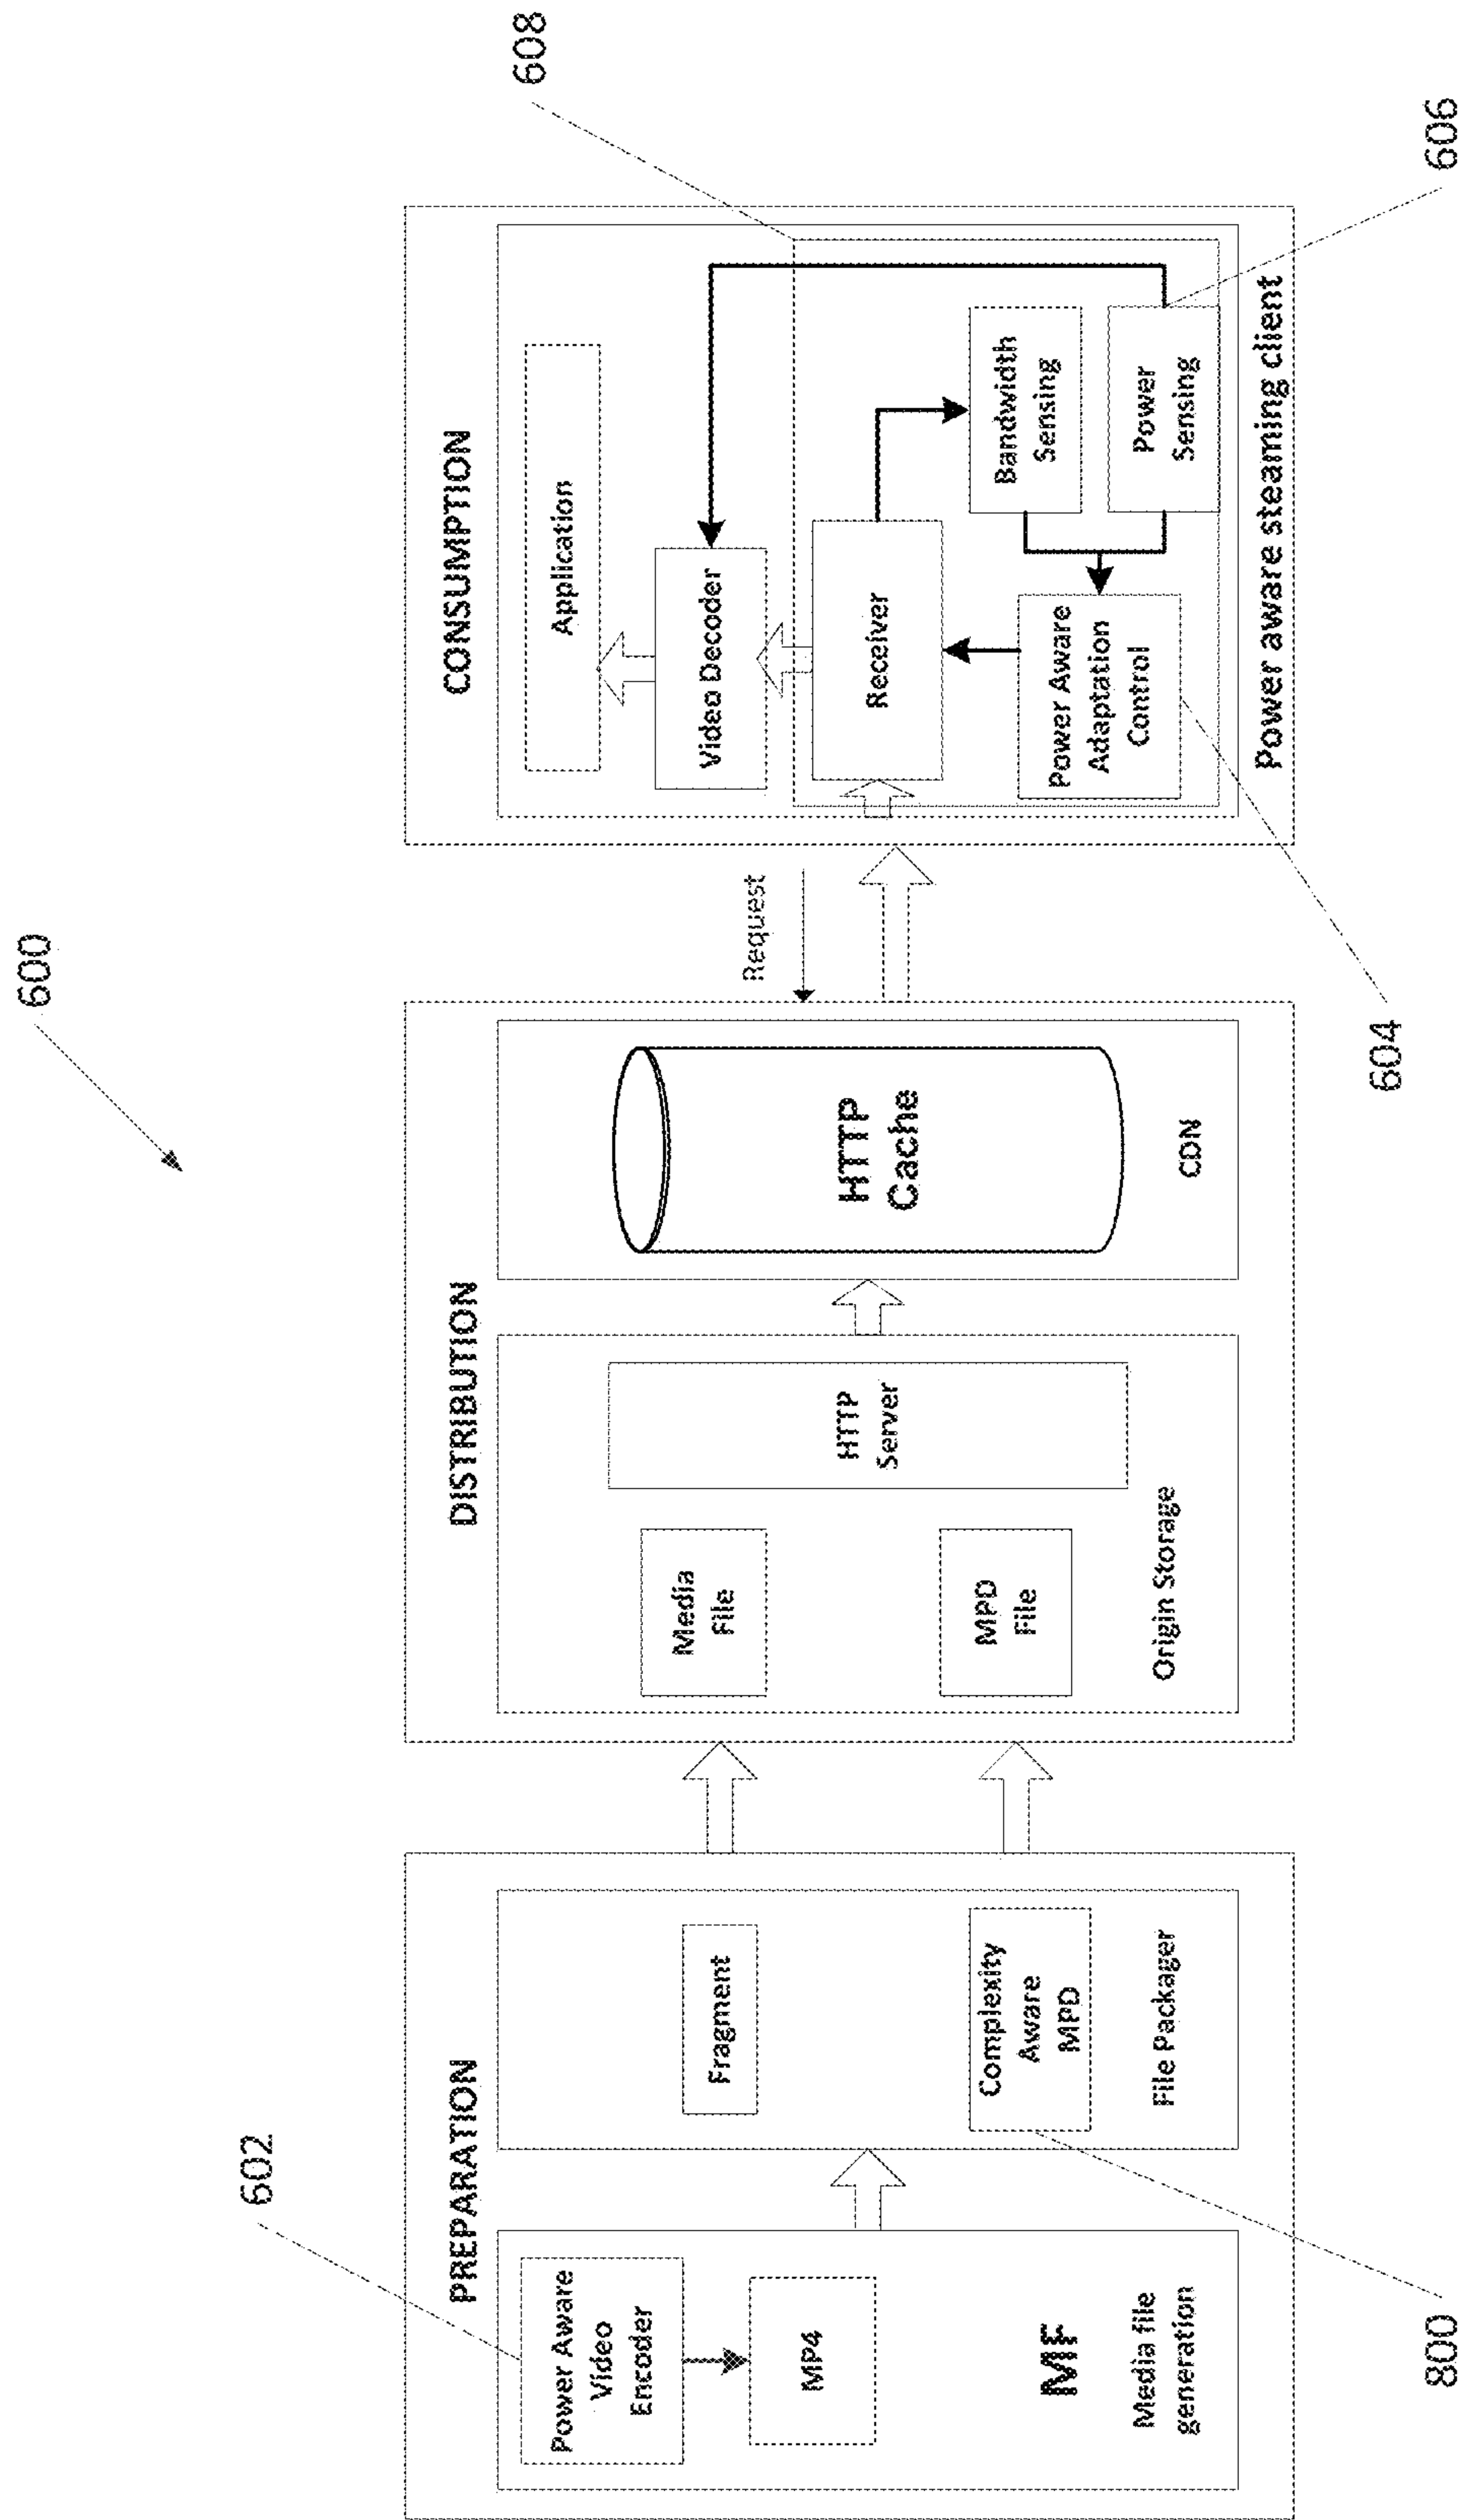 600
PREPARATION
602
Power Aware
Video
Encoder
MP4
MF
Media file
generation
Fragment
Complexity
Aware
MPD
File Packager
800
DISTRIBUTION
Media
File
MPD
File
HTTP
Server
Origin Storage
HTTP
Cache
CDN
Request
CONSUMPTION
Application
Video Decoder
Receiver
Bandwidth
Sensing
Power Aware
Adaptation
Control
Power
Sensing
Power aware steaming client
608
606
604